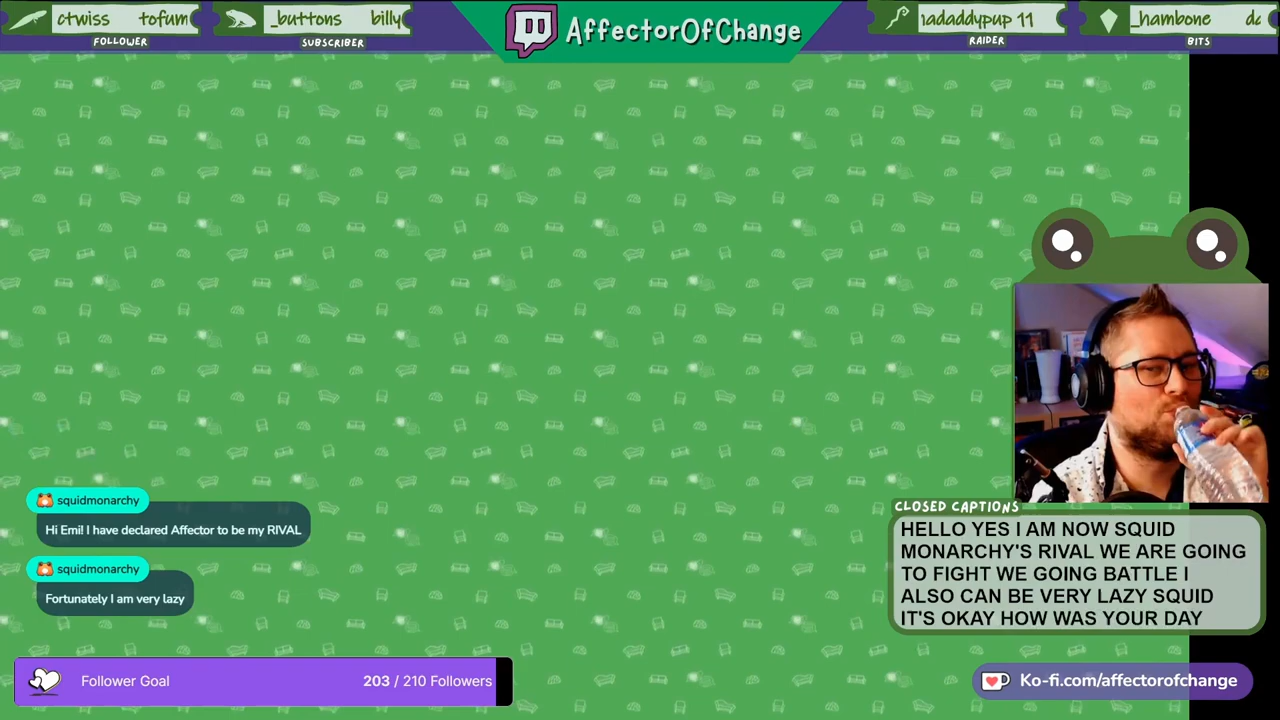 ctwiss tofum
FOLLOWER
_buttons billy
SUBSCRIBER
AffectorOfChange
adaddypup 11
RAIDER
_hambone
BITS
squidmonarchy
Hi Emi! I have declared Affector to be my RIVAL
squidmonarchy
Fortunately I am very lazy
CLOSED CAPTIONS
HELLO YES I AM NOW SQUID
MONARCHY'S RIVAL WE ARE GOING
TO FIGHT WE GOING BATTLE I
ALSO CAN BE VERY LAZY SQUID
IT'S OKAY HOW WAS YOUR DAY
Follower Goal 203 / 210 Followers
Ko-fi.com/affectorofchange